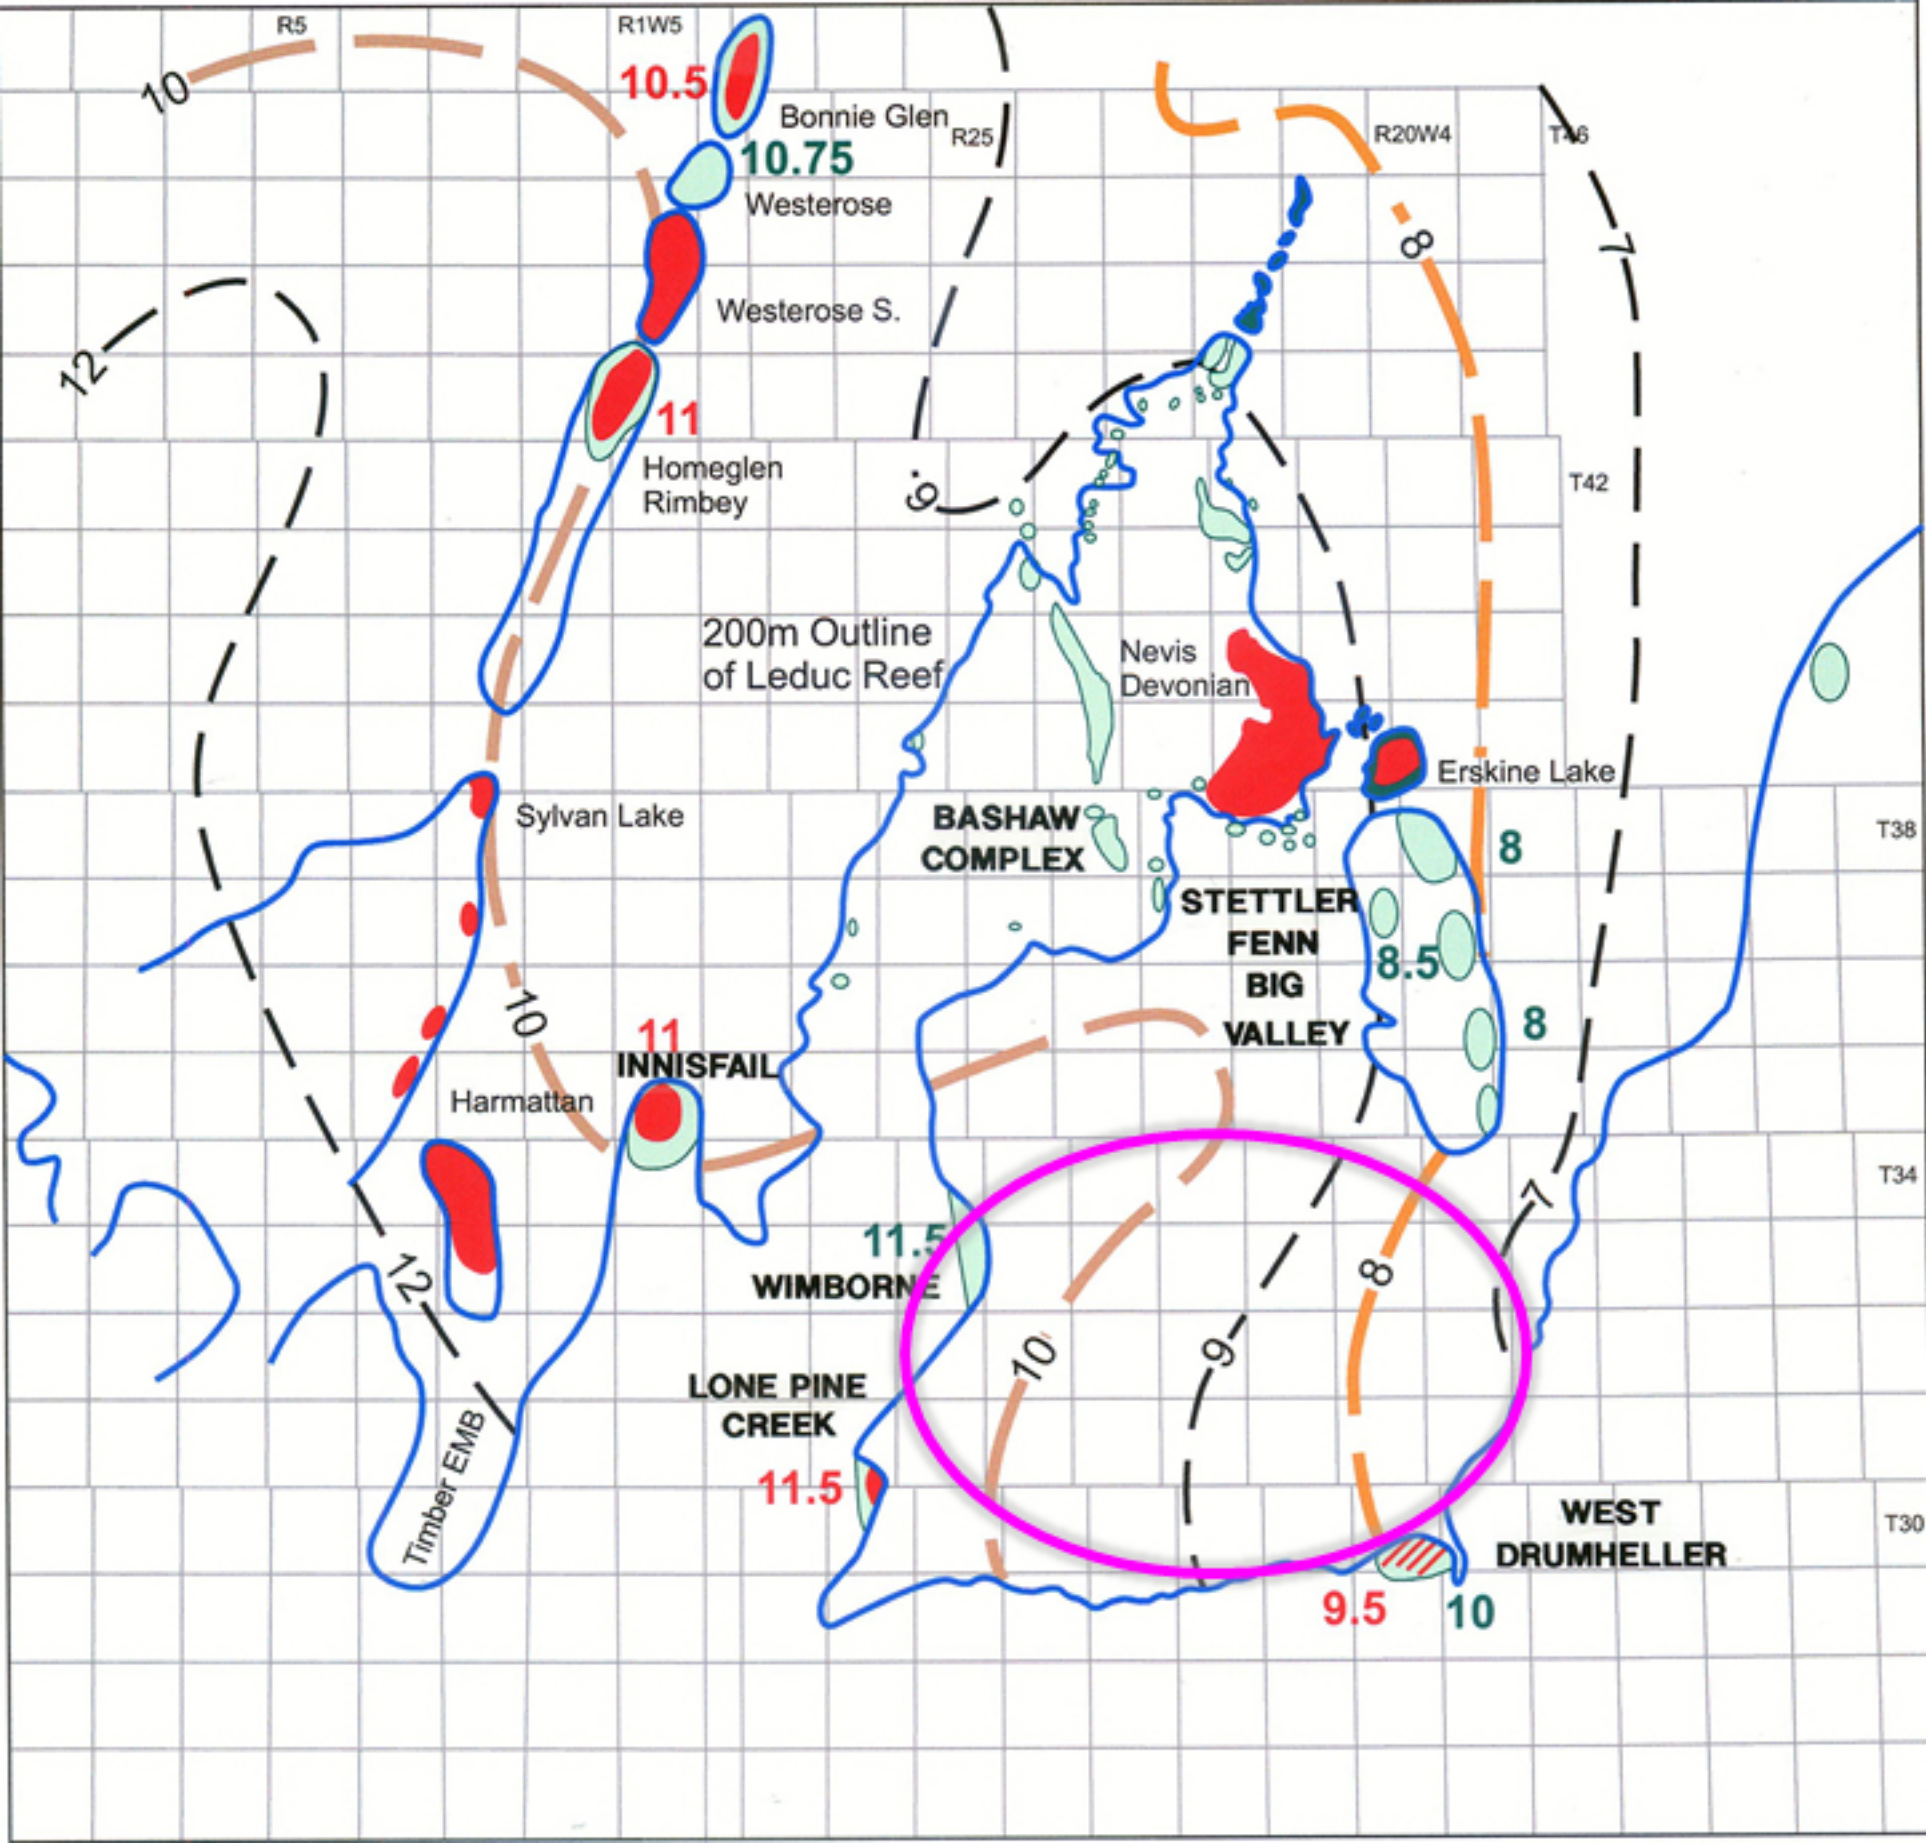 R5
R1W5
10
10.5
Bonnie Glen
R25
R20W4
T46
10.75
Westerose
8
7
Westerose S.
12
11
Homeglen
Rimbey
9
T42
200m Outline
of Leduc Reef
Nevis
Devonian
Erskine Lake
Sylvan Lake
BASHAW
COMPLEX
8
T38
STETTLER
FENN
BIG
VALLEY
8.5
8
10
11
INNISFAIL
Harmattan
T34
7
11.5
WIMBORNE
12
8
10
9
LONE PINE
CREEK
11.5
Timber EMB
WEST
DRUMHELLER
T30
9.5
10